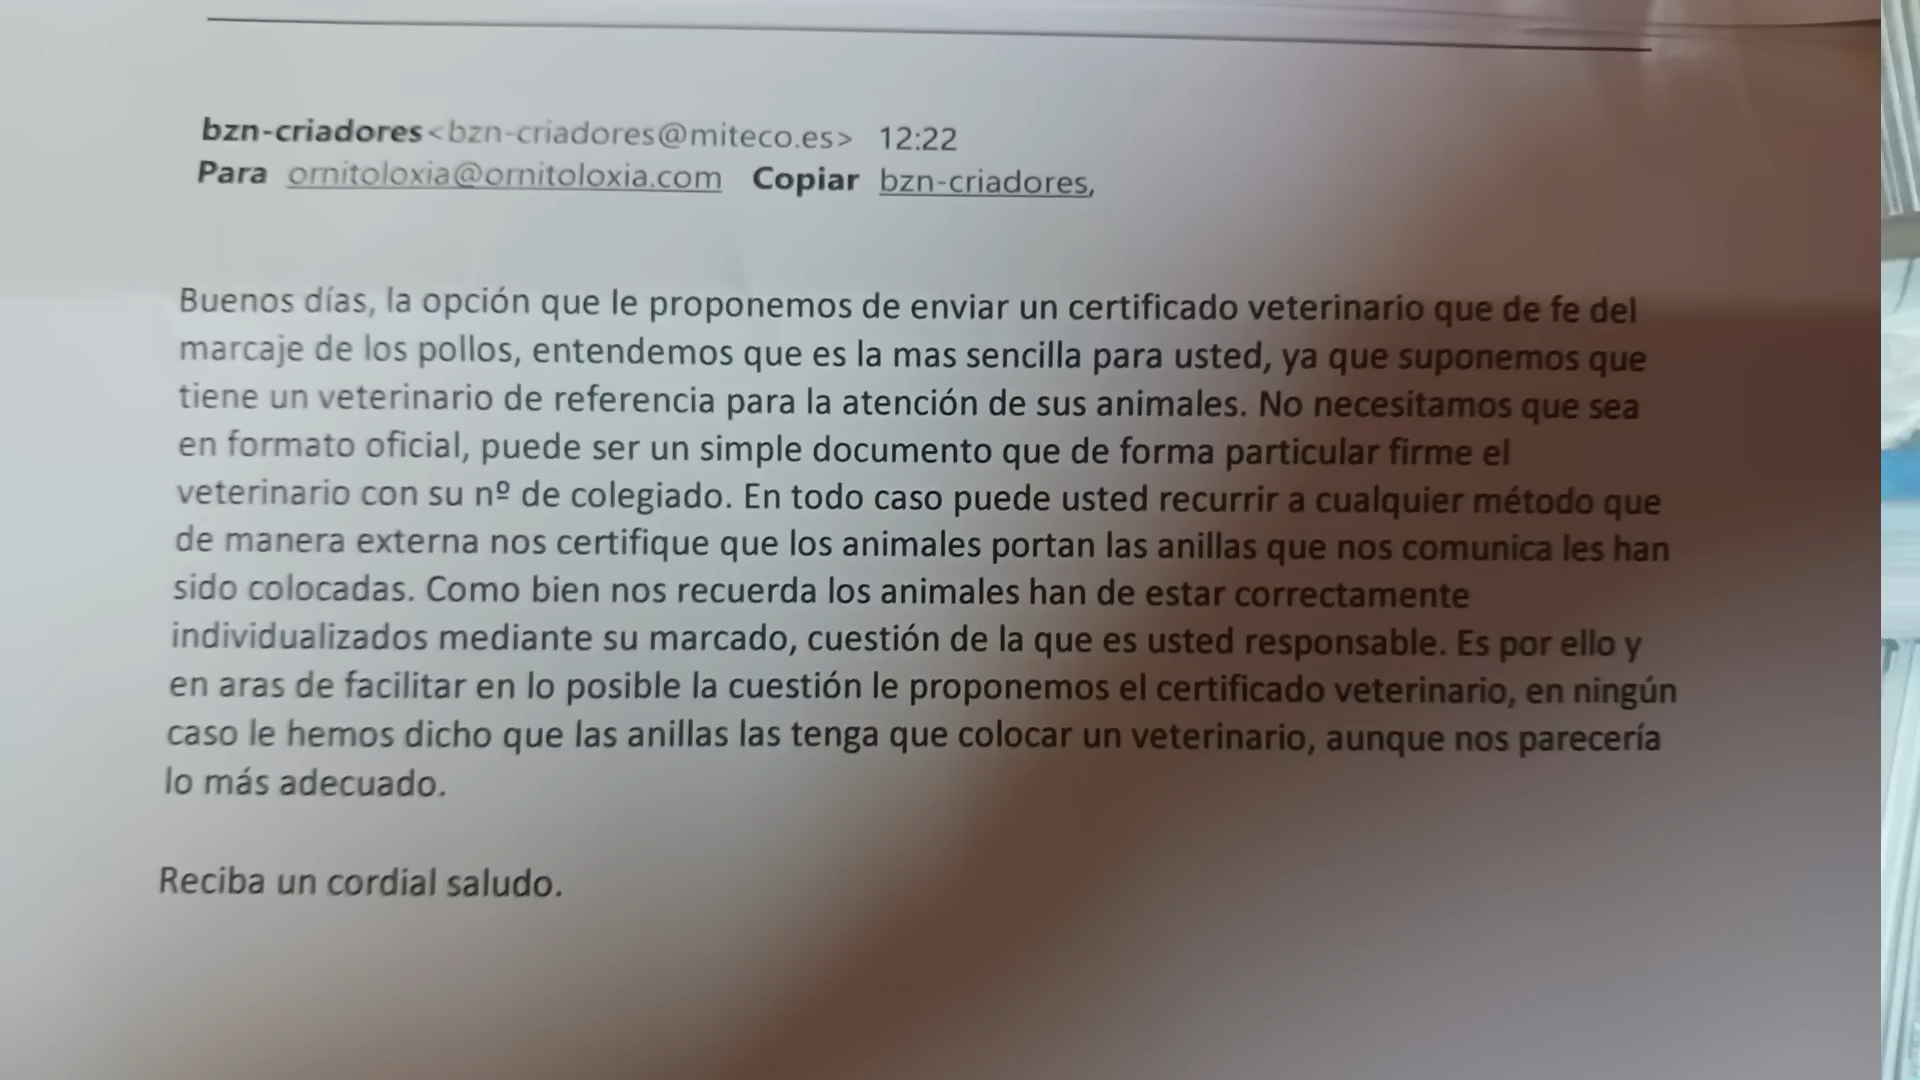 bzn-criadores<bzn-criadores@miteco.es> 12:22
Para ornitoloxia@ornitoloxia.com Copiar bzn-criadores,
Buenos días, la opción que le proponemos de enviar un certificado veterinario que de fe del
marcaje de los pollos, entendemos que es la mas sencilla para usted, ya que suponemos que
tiene un veterinario de referencia para la atención de sus animales. No necesitamos que sea
en formato oficial, puede ser un simple documento que de forma particular firme el
veterinario con su nº de colegiado. En todo caso puede usted recurrir a cualquier método que
de manera externa nos certifique que los animales portan las anillas que nos comunica les han
sido colocadas. Como bien nos recuerda los animales han de estar correctamente
individualizados mediante su marcado, cuestión de la que es usted responsable. Es por ello y
en aras de facilitar en lo posible la cuestión le proponemos el certificado veterinario, en ningún
caso le hemos dicho que las anillas las tenga que colocar un veterinario, aunque nos parecería
lo más adecuado.
Reciba un cordial saludo.